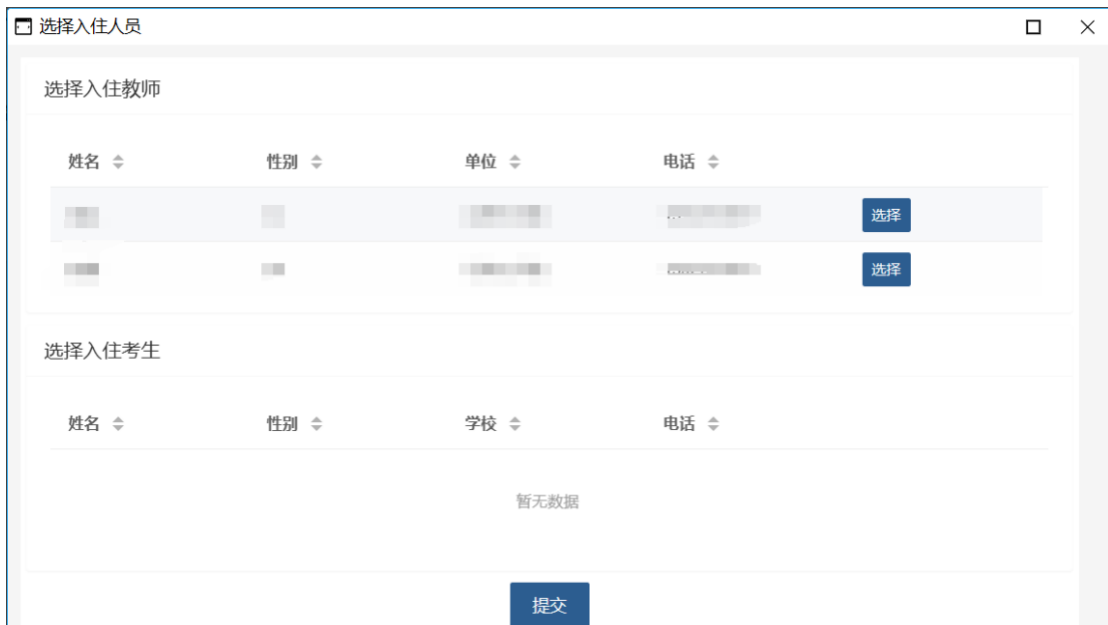 选择入住人员
选择入住教师
姓名 性别 单位 电话
选择
选择
选择入住考生
姓名 性别 学校 电话
暂无数据
提交